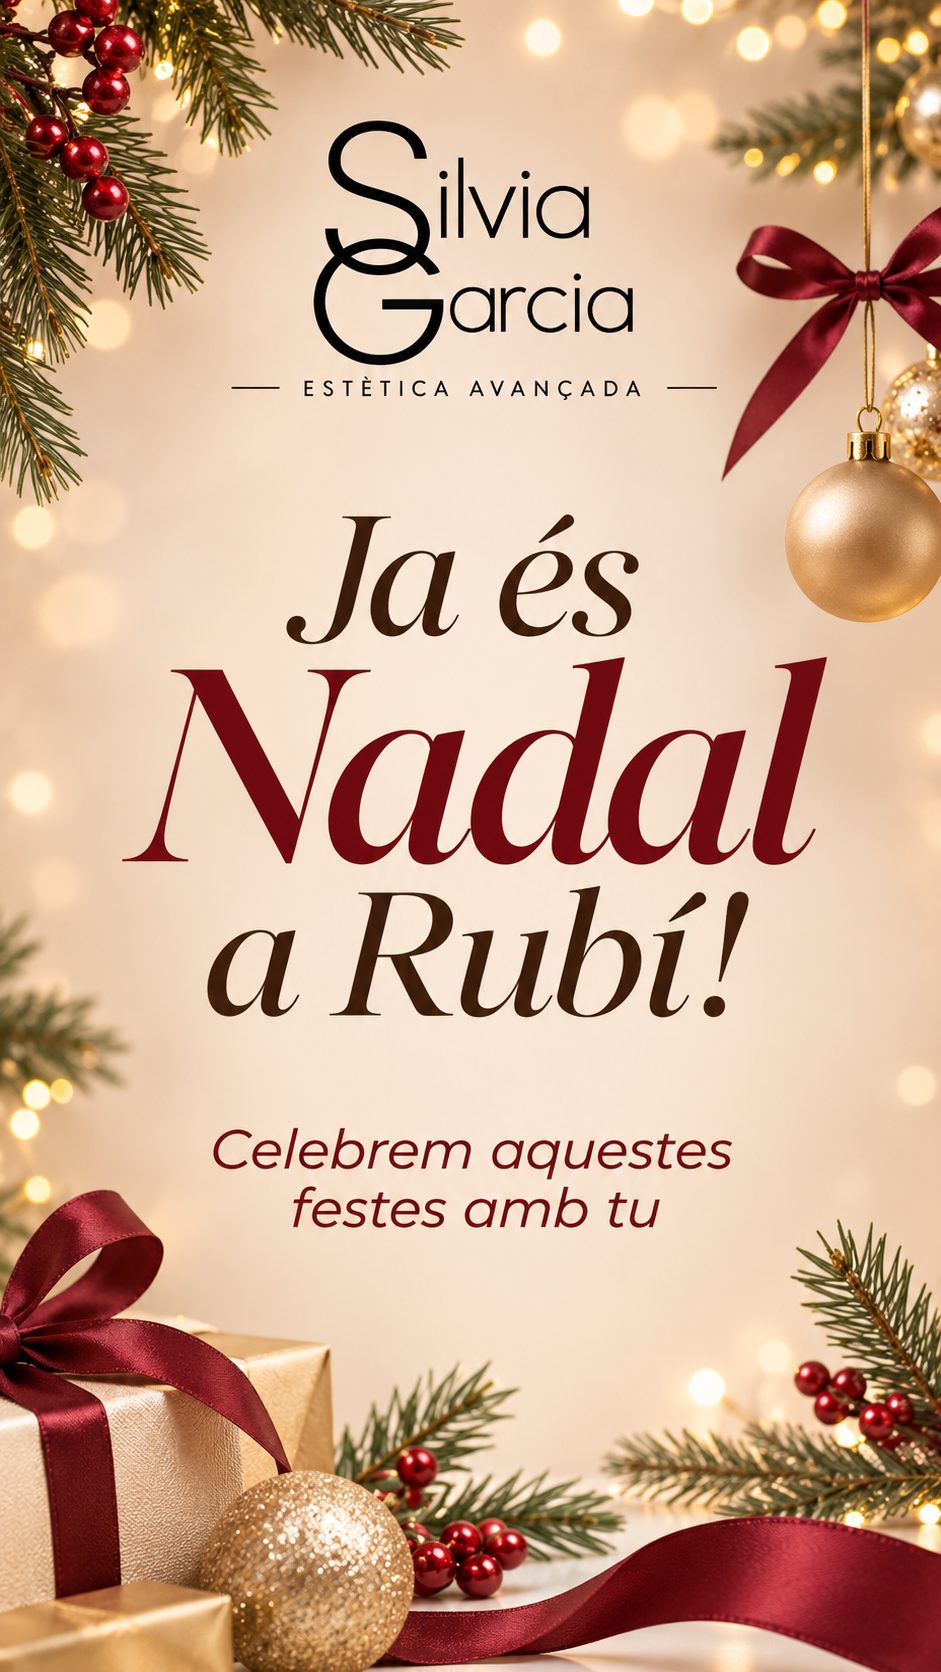 Silvia
Garcia
ESTÈTICA AVANÇADA
Ja és
Nadal
a Rubí!
Celebrem aquestes
festes amb tu